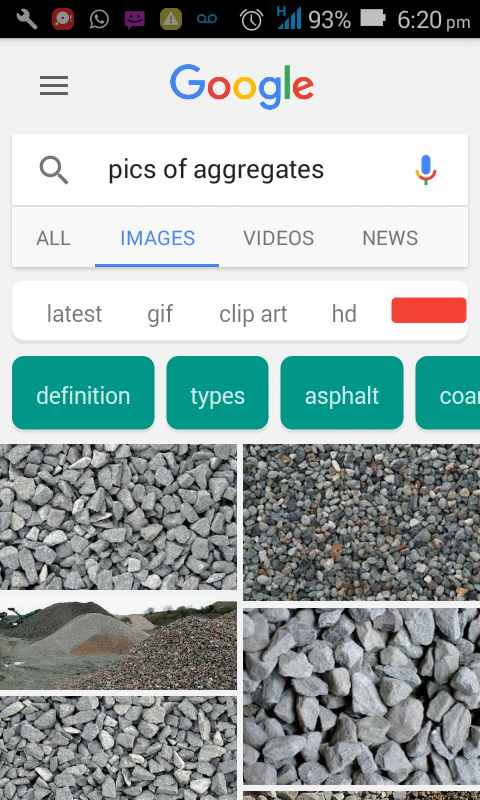 H 93% 6:20 pm
Google
pics of aggregates
ALL IMAGES VIDEOS NEWS
latest gif clip art hd
definition types asphalt